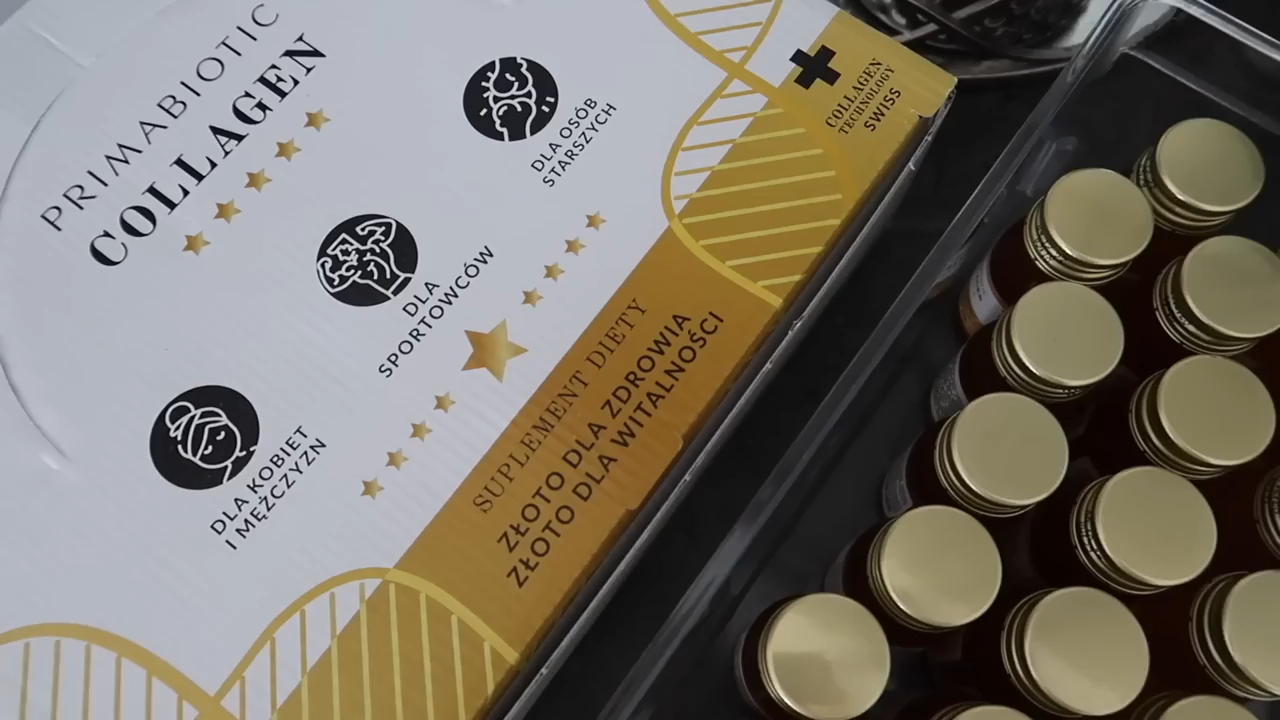 PRIMABIOTIC
COLLAGEN
DLA OSÓB
STARSZYCH
DLA
SPORTOWCÓW
DLA KOBIET
I MĘŻCZYZN
COLLAGEN
TECHNOLOGY
SWISS
SUPLEMENT DIETY
ZŁOTO DLA ZDROWIA
ZŁOTO DLA WITALNOŚCI